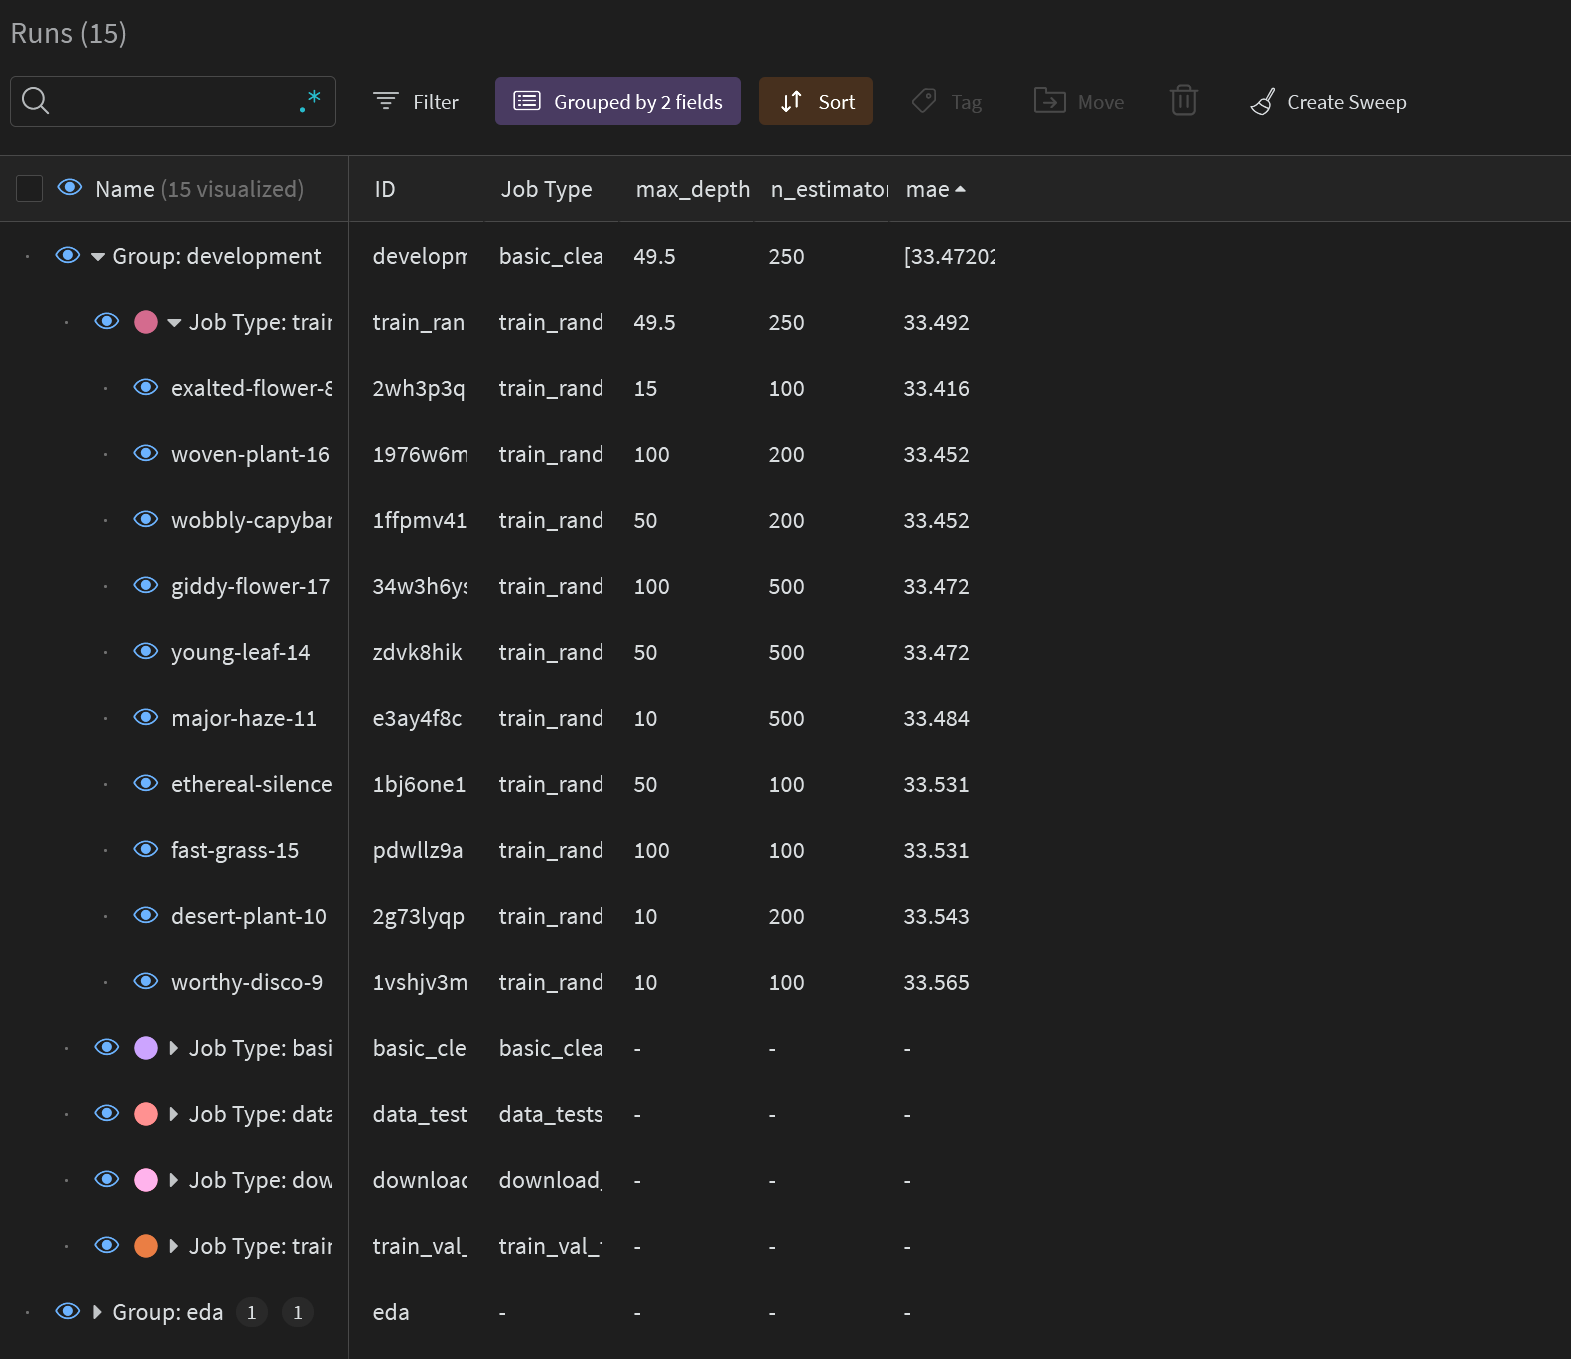 Runs (15)
.* Filter Grouped by 2 fields Sort Tag Move Create Sweep
Name (15 visualized) ID Job Type max_depth n_estimator mae
Group: development developm basic_clea 49.5 250 [33.47202
Job Type: train train_ran train_rand 49.5 250 33.492
exalted-flower-8 2wh3p3q train_rand 15 100 33.416
woven-plant-16 1976w6m train_rand 100 200 33.452
wobbly-capybar 1ffpmv41 train_rand 50 200 33.452
giddy-flower-17 34w3h6ys train_rand 100 500 33.472
young-leaf-14 zdvk8hik train_rand 50 500 33.472
major-haze-11 e3ay4f8c train_rand 10 500 33.484
ethereal-silence 1bj6one1 train_rand 50 100 33.531
fast-grass-15 pdwllz9a train_rand 100 100 33.531
desert-plant-10 2g73lyqp train_rand 10 200 33.543
worthy-disco-9 1vshjv3m train_rand 10 100 33.565
Job Type: basi basic_cle basic_clea - - -
Job Type: data data_test data_tests - - -
Job Type: dow download download_ - - -
Job Type: train train_val_ train_val_ - - -
Group: eda 1 1 eda - - - -